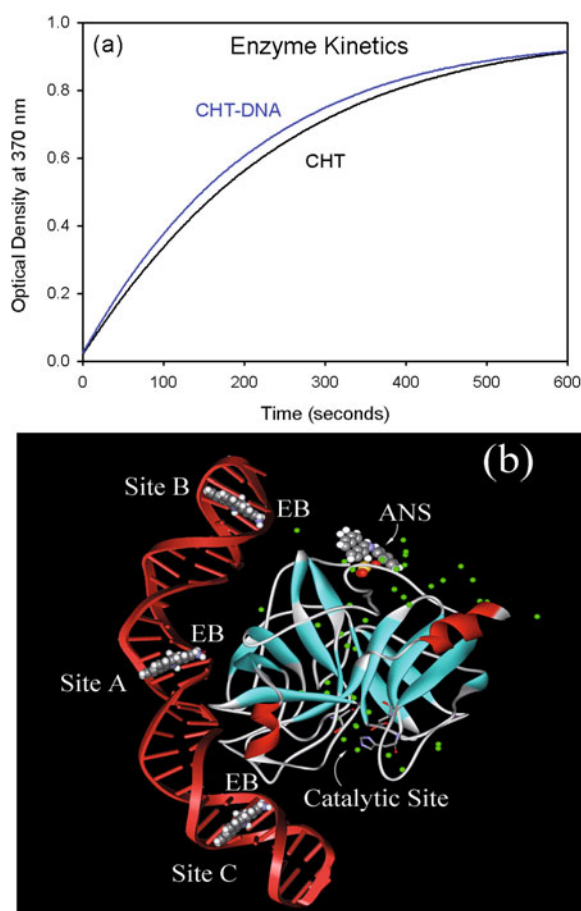 (a) Enzyme Kinetics
1.0
0.8
0.6
0.4
0.2
0.0
Optical Density at 370 nm
CHT-DNA
CHT
0 100 200 300 400 500 600
Time (seconds)
(b)
Site B
EB
ANS
EB
Site A
EB
Catalytic Site
Site C